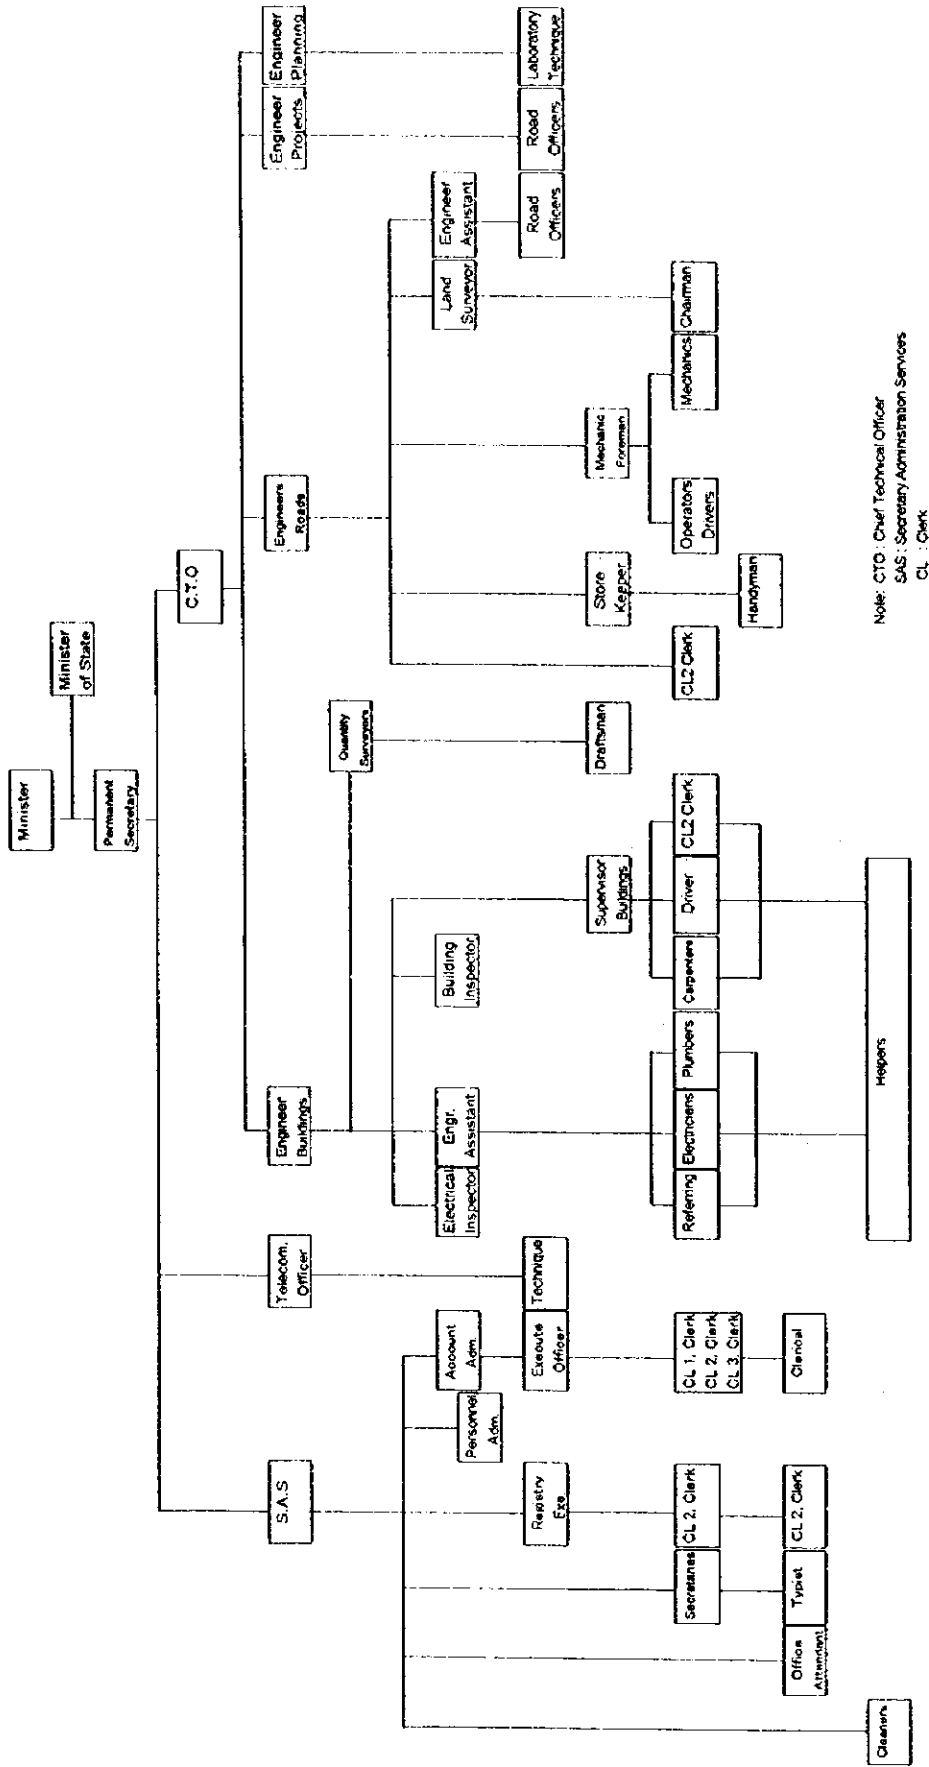 Minister
Minister
of State
Permanent
Secretary
C.T.O
S.A.S
Telecom.
Officer
Engineer
Buildings
Engineers
Roads
Engineer
Projects
Engineer
Planning
Quantity
Surveyors
Personnel
Adm.
Account
Adm.
Electrical
Inspector
Engr.
Assistant
Building
Inspector
Land
Surveyor
Engineer
Assistant
Registry
Exe.
Execute
Officer
Technique
Road
Officers
Road
Officers
Laboratory
Technique
Supervisor
Buildings
Draftsman
Store
Keeper
Mechanic
Foreman
Secretaries
CL 2, Clerk
CL 1, Clerk
CL 2, Clerk
CL 3, Clerk
Referring
Electriciens
Plumbers
Carpenters
Driver
CL2 Clerk
CL2 Clerk
Operators
Drivers
Mechanics
Chairman
Handyman
Office
Attendant
Typist
CL 2, Clerk
Clerical
Cleaners
Helpers
Note: CTO : Chief Technical Officer
SAS : Secretary Administration Services
CL : Clerk